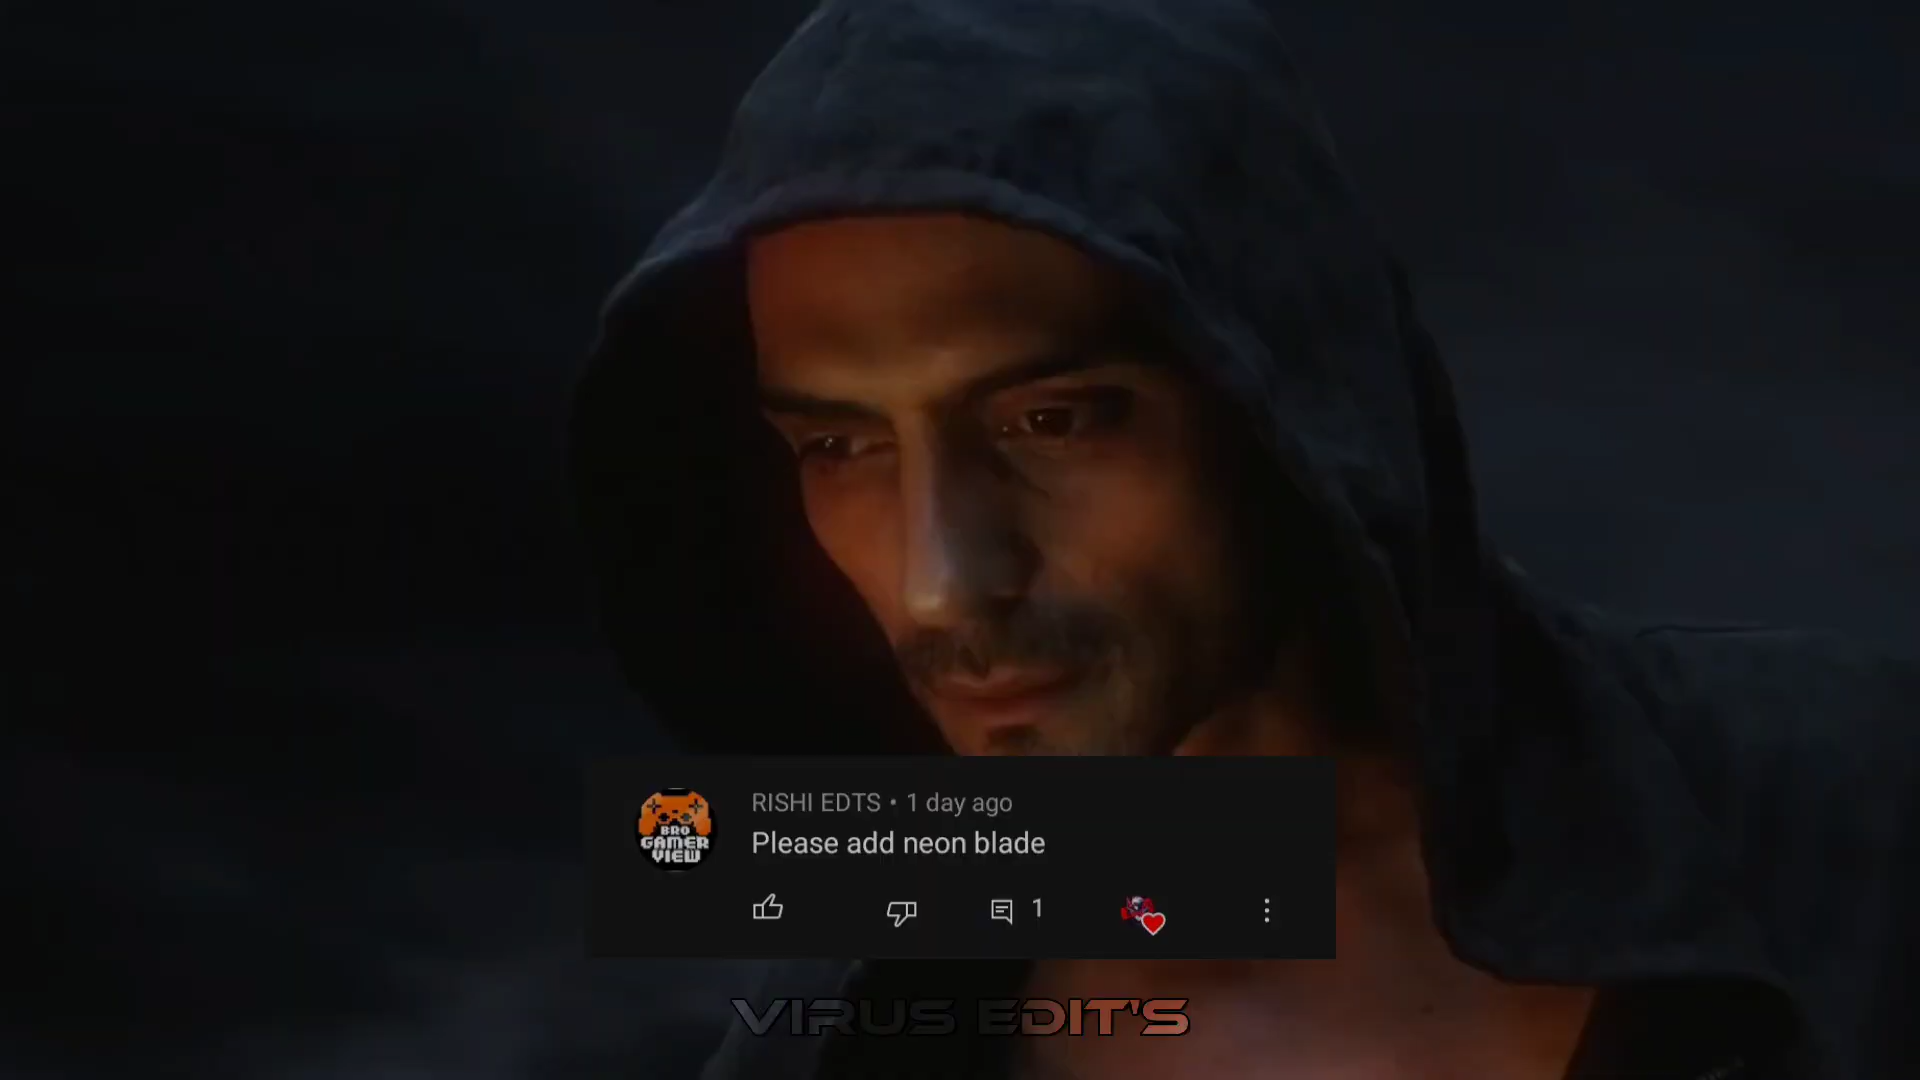 RISHI EDTS • 1 day ago
BRO
GAMER
VIEW
Please add neon blade
1
VIRUS EDIT'S